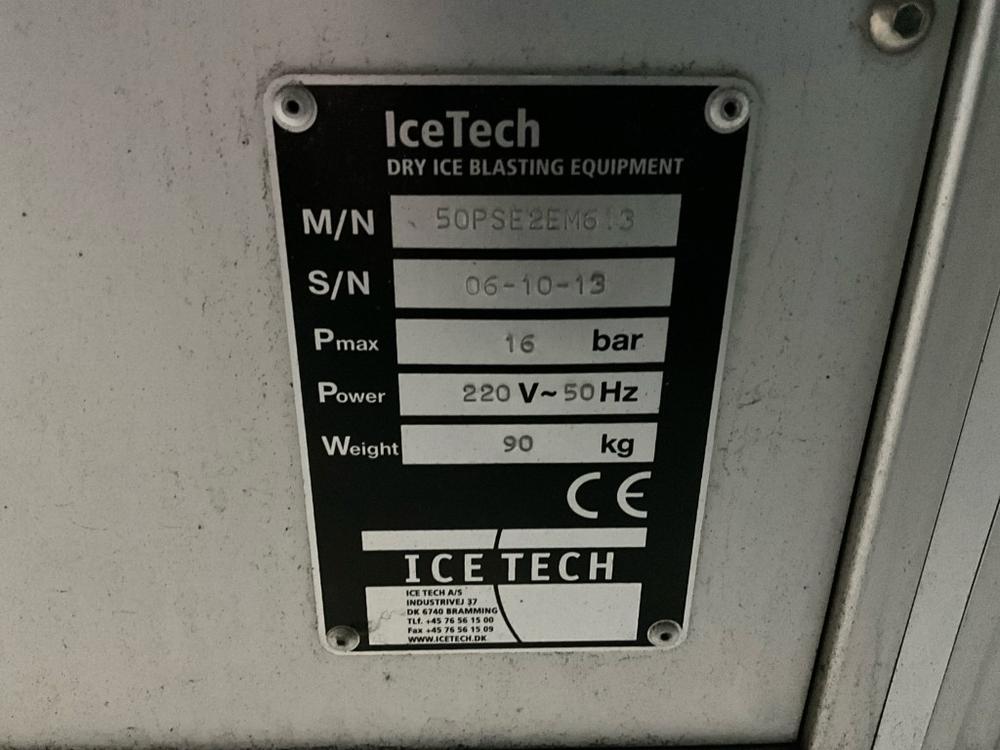 IceTech
DRY ICE BLASTING EQUIPMENT
M/N 50PSE2EM6.3
S/N 06-10-13
Pmax 16 bar
Power 220 V~ 50 Hz
Weight 90 kg
CE
ICE TECH
ICE TECH A/S
INDUSTRIVEJ 37
DK 6740 BRAMMING
TLf. +45 76 56 15 00
Fax +45 76 56 15 09
WWW.ICETECH.DK